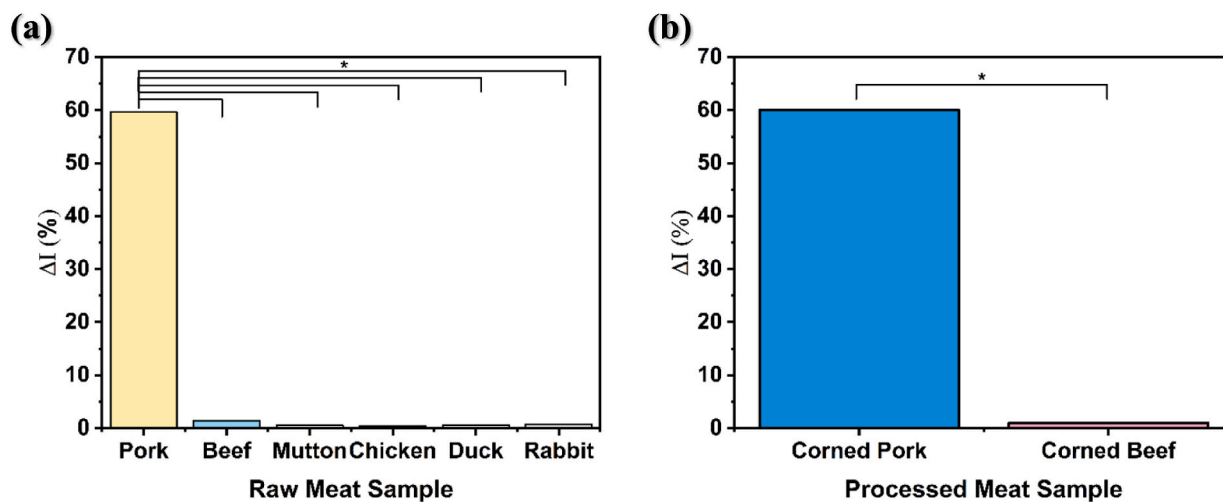 (a)
70
60
50
40
30
20
10
0
ΔI (%)
*
Pork Beef Mutton Chicken Duck Rabbit
Raw Meat Sample
(b)
70
60
50
40
30
20
10
0
ΔI (%)
*
Corned Pork Corned Beef
Processed Meat Sample